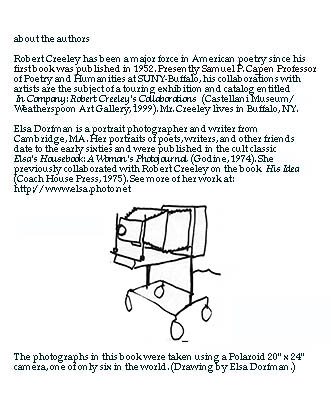 about the authors
Robert Creeley has been a major force in American poetry since his
first book was published in 1952. Presently Samuel P. Capen Professor
of Poetry and Humanities at SUNY-Buffalo, his collaborations with
artists are the subject of a touring exhibition and catalog entitled
In Company: Robert Creeley's Collaborations (Castellani Museum/
Weatherspoon Art Gallery, 1999). Mr. Creeley lives in Buffalo, NY.
Elsa Dorfman is a portrait photographer and writer from
Cambridge, MA. Her portraits of poets, writers, and other friends
date to the early sixties and were published in the cult classic
Elsa's Housebook: A Woman's Photojournal (Godine, 1974). She
previously collaborated with Robert Creeley on the book His Idea
(Coach House Press, 1975). See more of her work at:
http://www.elsa.photo.net
The photographs in this book were taken using a Polaroid 20" x 24"
camera, one of only six in the world. (Drawing by Elsa Dorfman.)